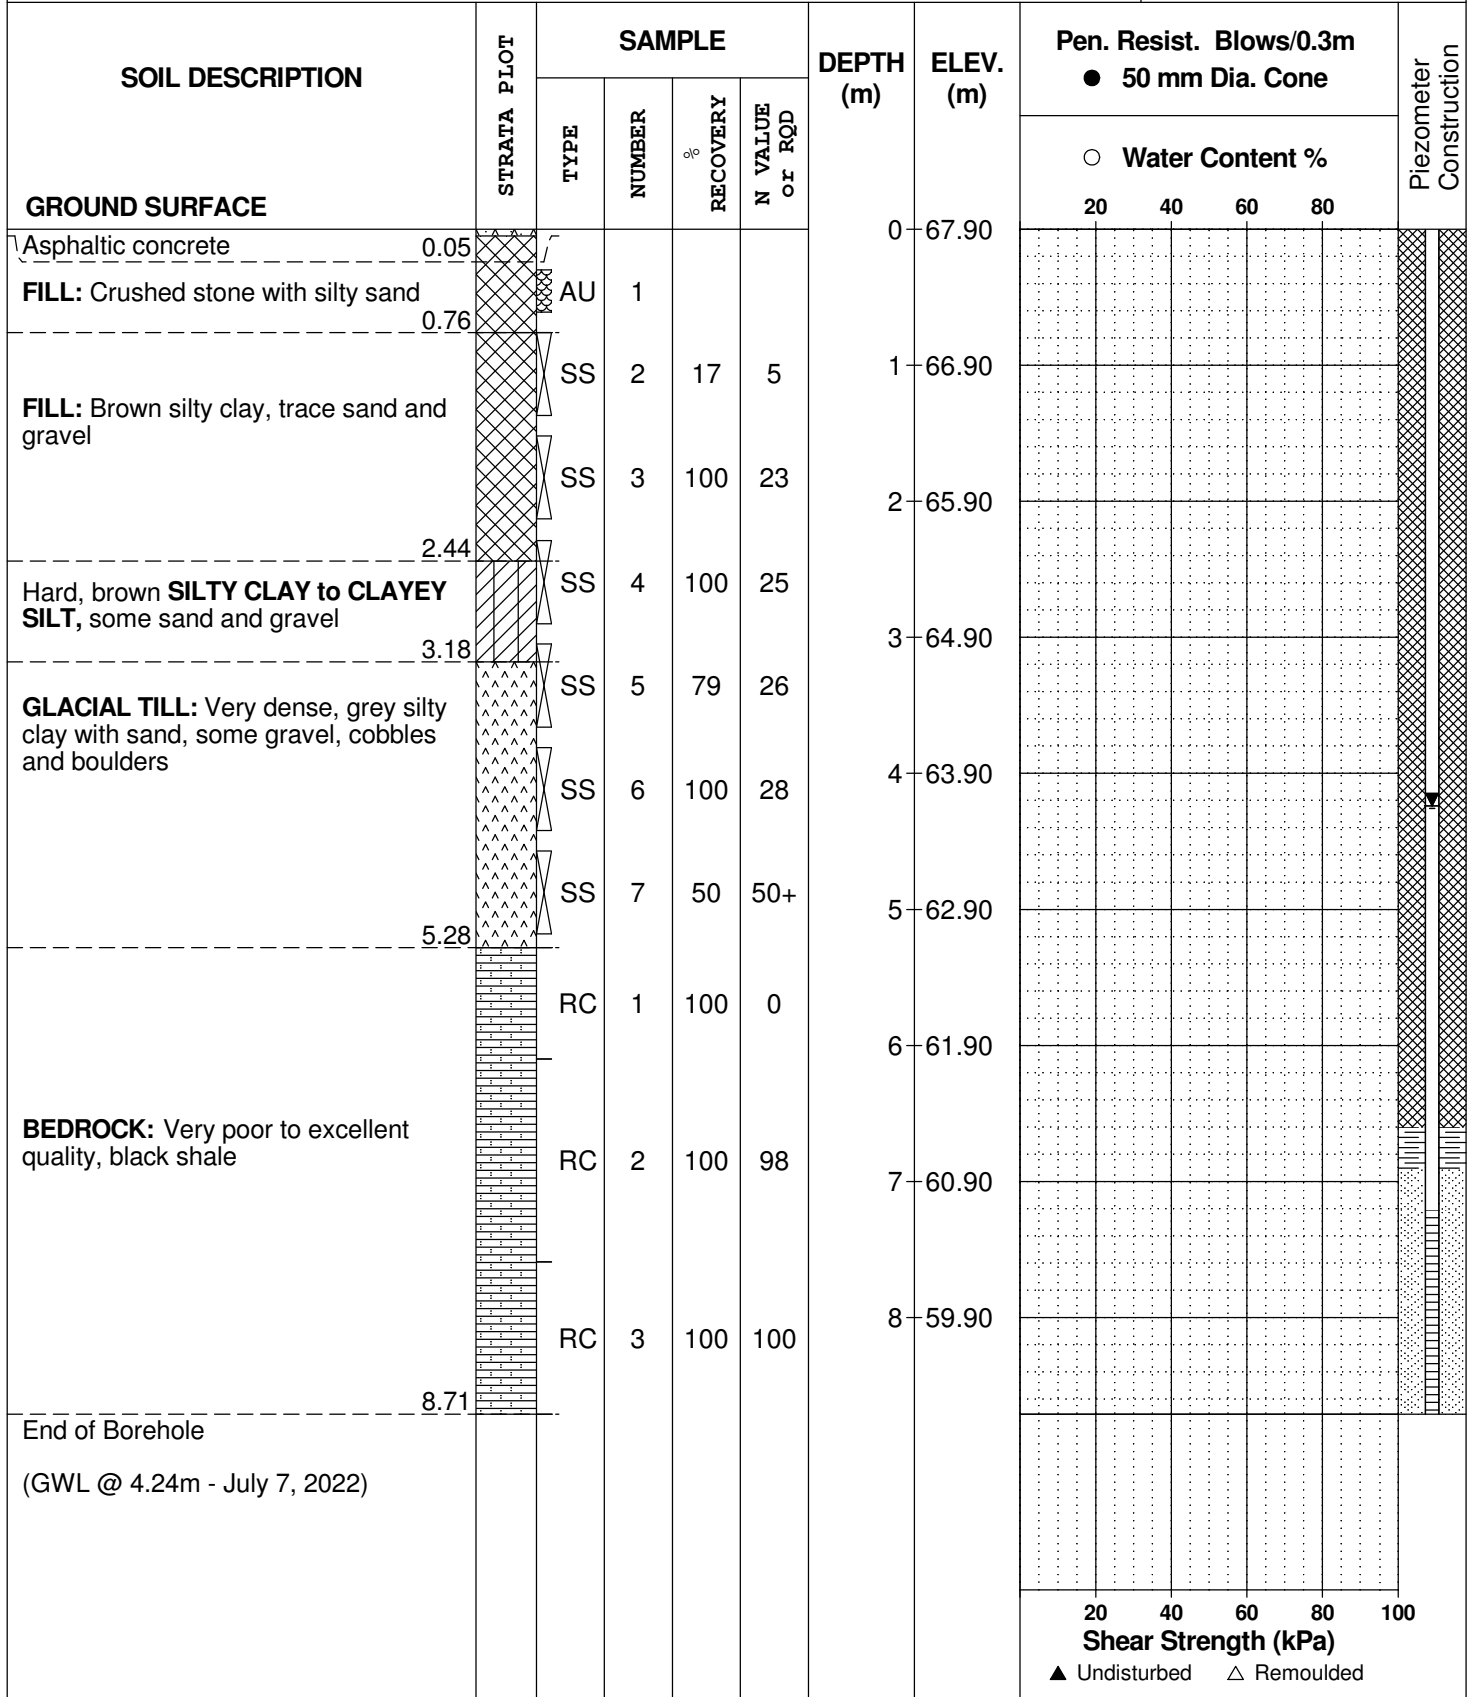 SOIL DESCRIPTION
GROUND SURFACE
STRATA PLOT
SAMPLE
TYPE
NUMBER
%
RECOVERY
N VALUE
or RQD
DEPTH
(m)
ELEV.
(m)
Pen. Resist. Blows/0.3m
● 50 mm Dia. Cone
○ Water Content %
20 40 60 80
Piezometer
Construction
0 67.90
Asphaltic concrete 0.05
FILL: Crushed stone with silty sand
0.76
AU 1
SS 2 17 5
1 66.90
FILL: Brown silty clay, trace sand and
gravel
SS 3 100 23
2 65.90
2.44
Hard, brown SILTY CLAY to CLAYEY
SILT, some sand and gravel
SS 4 100 25
3 64.90
3.18
GLACIAL TILL: Very dense, grey silty
clay with sand, some gravel, cobbles
and boulders
SS 5 79 26
4 63.90
SS 6 100 28
SS 7 50 50+
5 62.90
5.28
RC 1 100 0
6 61.90
BEDROCK: Very poor to excellent
quality, black shale
RC 2 100 98
7 60.90
8 59.90
RC 3 100 100
8.71
End of Borehole
(GWL @ 4.24m - July 7, 2022)
20 40 60 80 100
Shear Strength (kPa)
▲ Undisturbed △ Remoulded